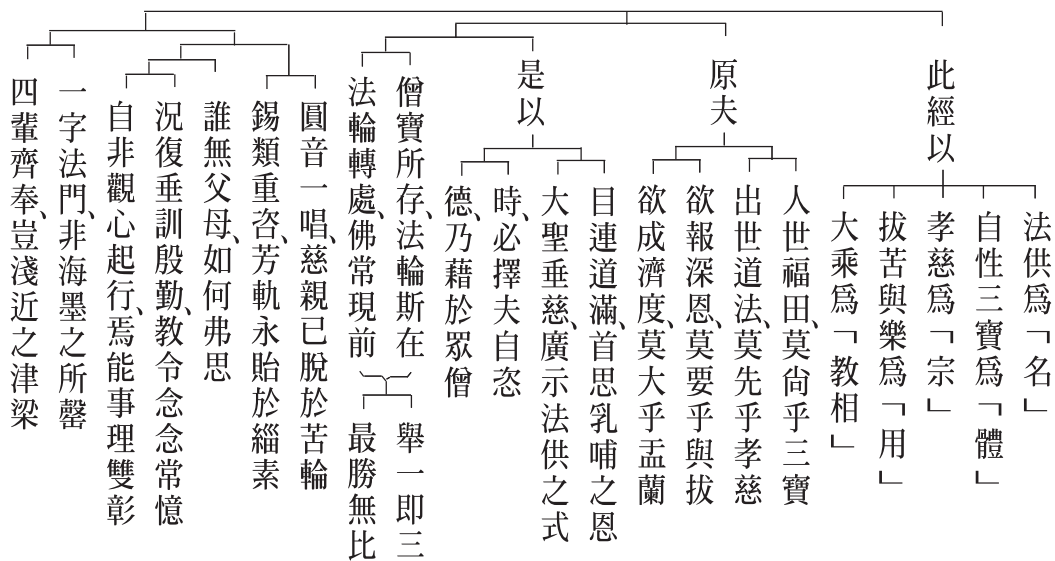 此經以
法供爲「名」
自性三寶爲「體」
孝慈爲「宗」
拔苦與樂爲「用」
大乘爲「教相」
原夫
人世福田、莫尙乎三寶
出世道法、莫先乎孝慈
欲報深恩、莫要乎與拔
欲成濟度、莫大乎盂蘭
是以
目連道滿、首思乳哺之恩
大聖垂慈、廣示法供之式
時、必擇夫自恣
德、乃藉於眾僧
僧寶所存、法輪斯在
法輪轉處、佛常現前
舉一即三
最勝無比
圓音一唱、慈親已脫於苦輪
錫類重咨、芳軌永貽於緇素
誰無父母、如何弗思
況復垂訓殷勤、教令念念常憶
自非觀心起行、焉能事理雙彰
一字法門、非海墨之所罄
四輩齊奉、豈淺近之津梁